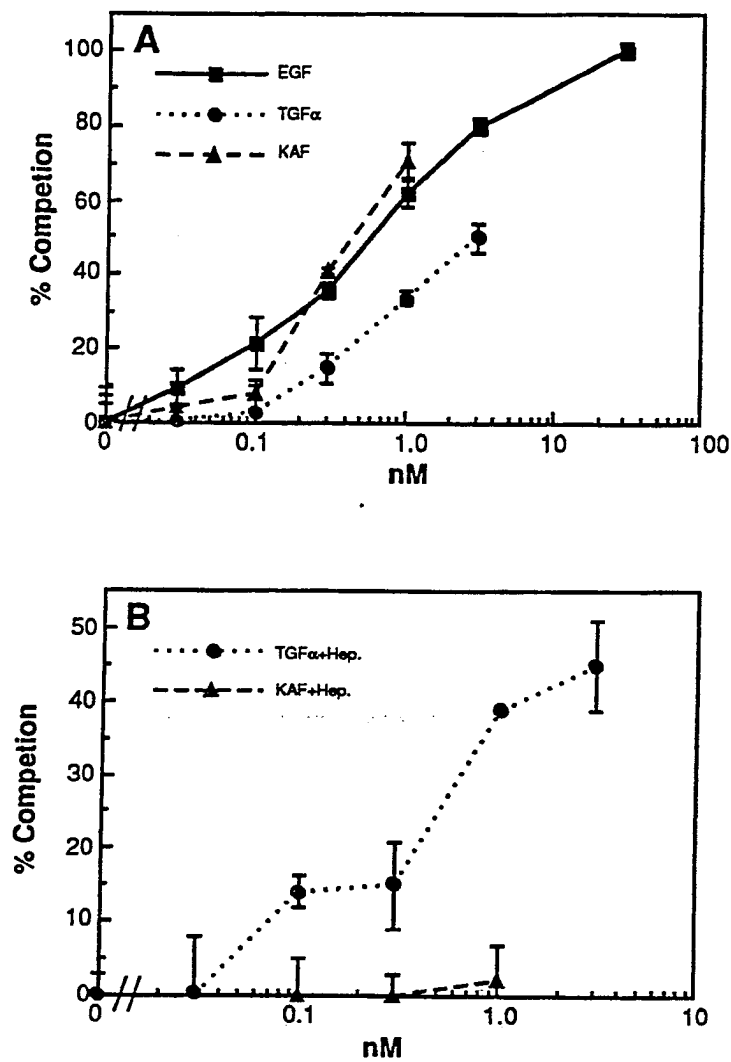 A
EGF
TGFα
KAF
% Competion
100
80
60
40
20
0
0 0.1 1.0 10 100
nM
B
TGFα+Hep.
KAF+Hep.
% Competion
50
40
30
20
10
0
0 0.1 1.0 10
nM